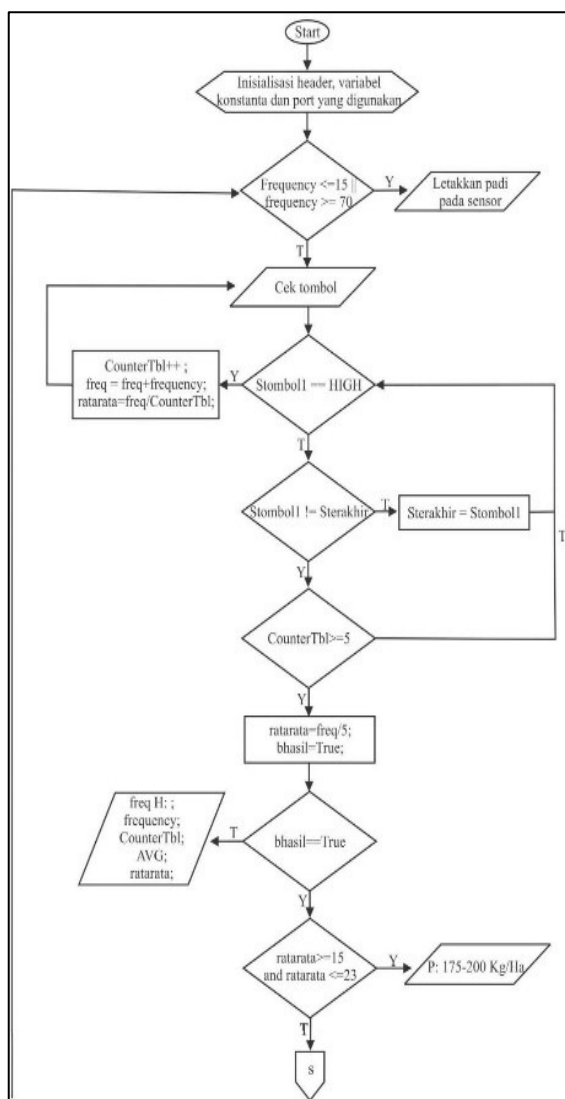 Start
Inisialisasi header, variabel
konstanta dan port yang digunakan
Frequency <=15 ||
frequency >= 70
Y
Letakkan padi
pada sensor
T
Cek tombol
CounterTbl++ ;
freq = freq+frequency;
ratarata=freq/CounterTbl;
Y
Stombol1 == HIGH
T
Stombol1 != Sterakhir
T
Sterakhir = Stombol1
T
Y
CounterTbl>=5
Y
ratarata=freq/5;
bhasil=True;
freq H: ;
frequency;
CounterTbl;
AVG;
ratarata;
T
bhasil==True
Y
ratarata>=15
and ratarata <=23
Y
P: 175-200 Kg/Ha
T
s